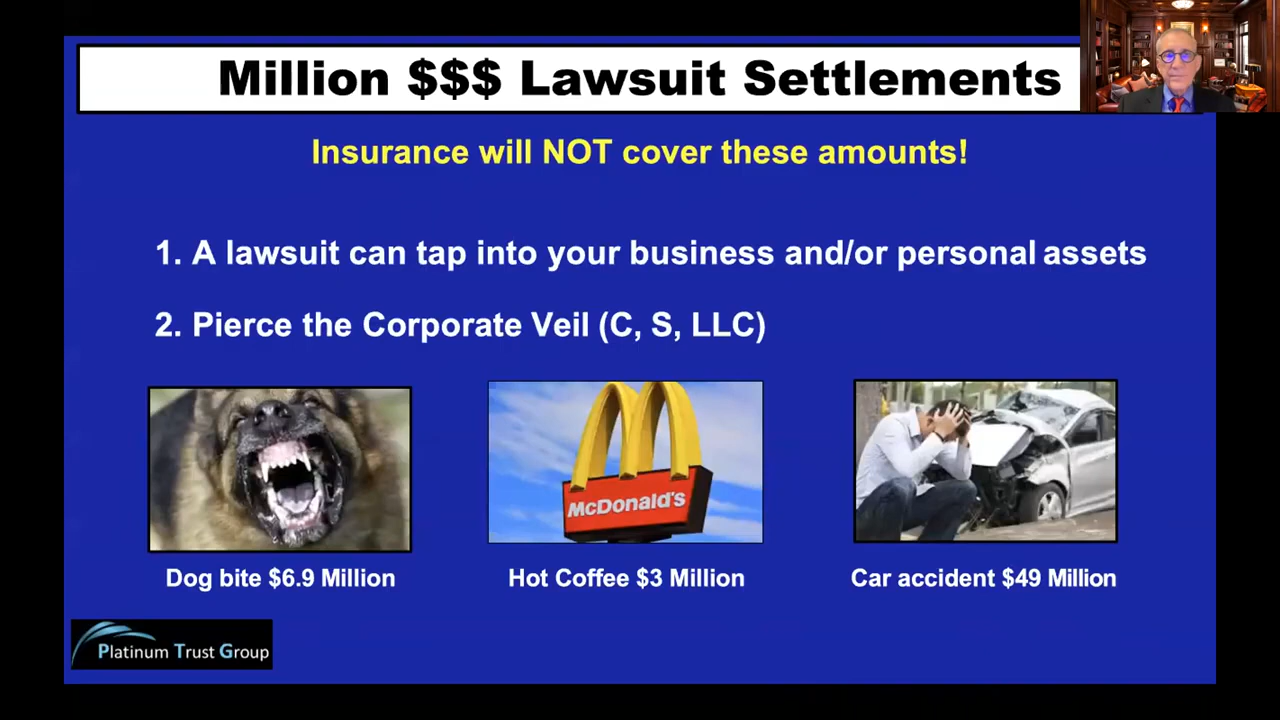 Million $$$ Lawsuit Settlements
Insurance will NOT cover these amounts!
1. A lawsuit can tap into your business and/or personal assets
2. Pierce the Corporate Veil (C, S, LLC)
McDonald's
Dog bite $6.9 Million
Hot Coffee $3 Million
Car accident $49 Million
Platinum Trust Group